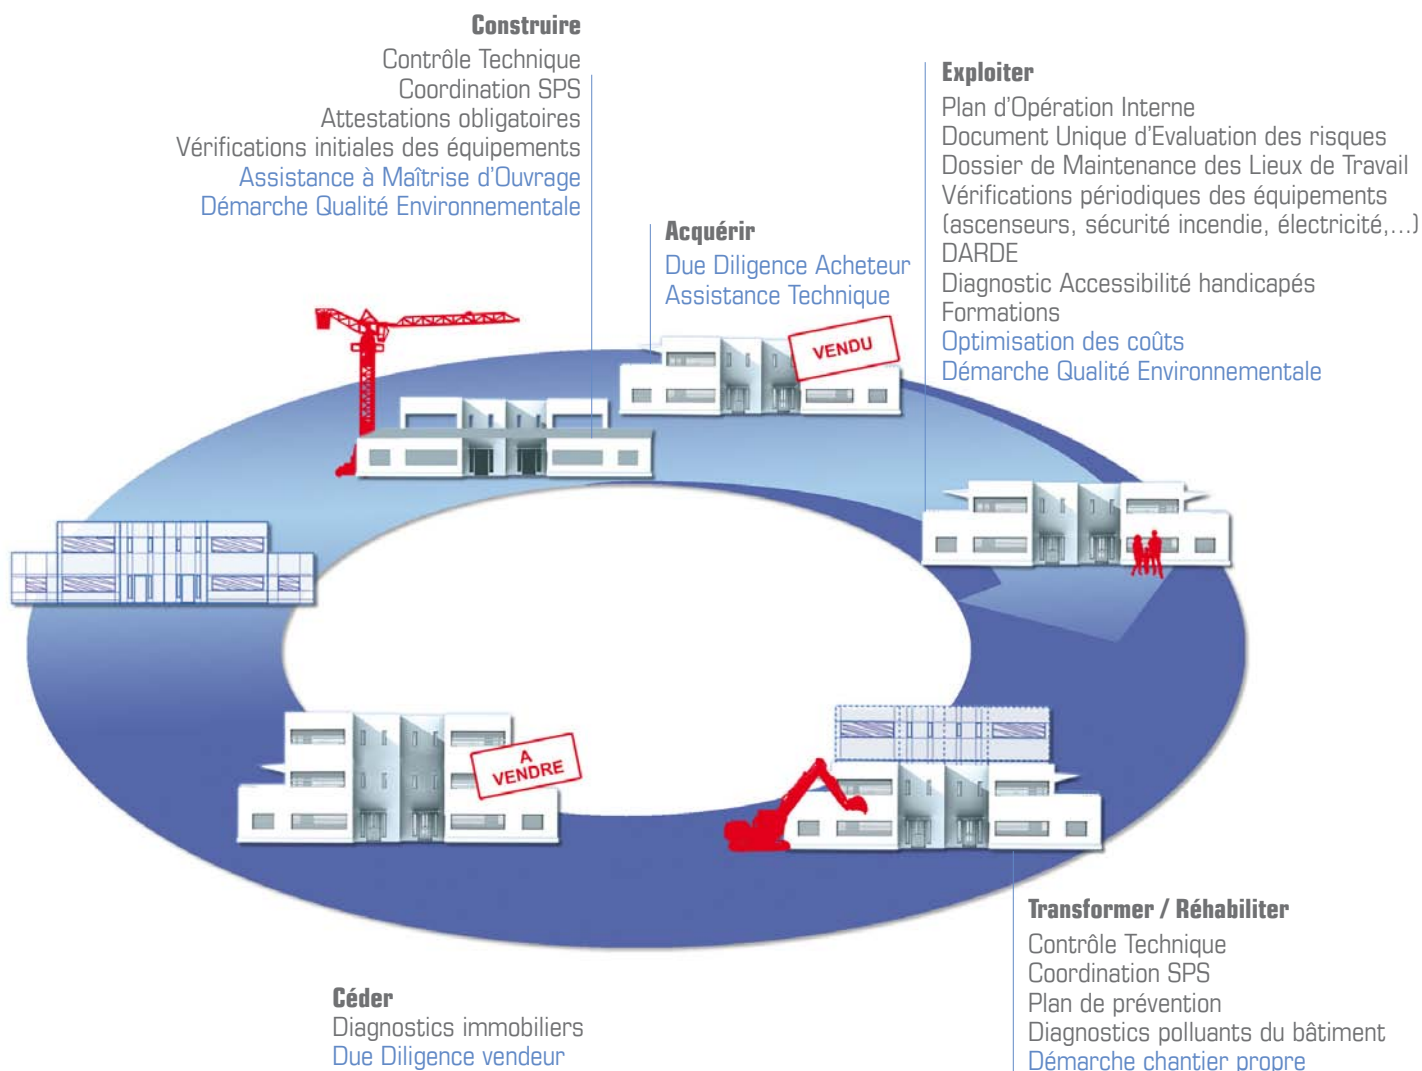 Construire
Contrôle Technique
Coordination SPS
Attestations obligatoires
Vérifications initiales des équipements
Assistance à Maîtrise d'Ouvrage
Démarche Qualité Environnementale
Acquérir
Due Diligence Acheteur
Assistance Technique
Exploiter
Plan d'Opération Interne
Document Unique d'Evaluation des risques
Dossier de Maintenance des Lieux de Travail
Vérifications périodiques des équipements
(ascenseurs, sécurité incendie, électricité,...)
DARDE
Diagnostic Accessibilité handicapés
Formations
Optimisation des coûts
Démarche Qualité Environnementale
VENDU
A
VENDRE
Céder
Diagnostics immobiliers
Due Diligence vendeur
Transformer / Réhabiliter
Contrôle Technique
Coordination SPS
Plan de prévention
Diagnostics polluants du bâtiment
Démarche chantier propre